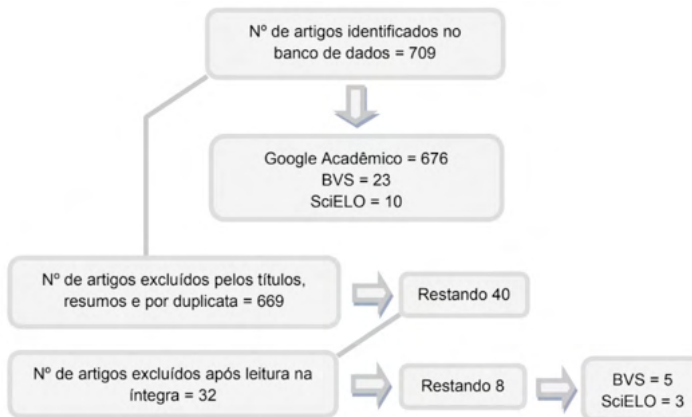 Nº de artigos identificados no
banco de dados = 709
Google Acadêmico = 676
BVS = 23
SciELO = 10
Nº de artigos excluídos pelos títulos,
resumos e por duplicata = 669
Restando 40
Nº de artigos excluídos após leitura na
íntegra = 32
Restando 8
BVS = 5
SciELO = 3